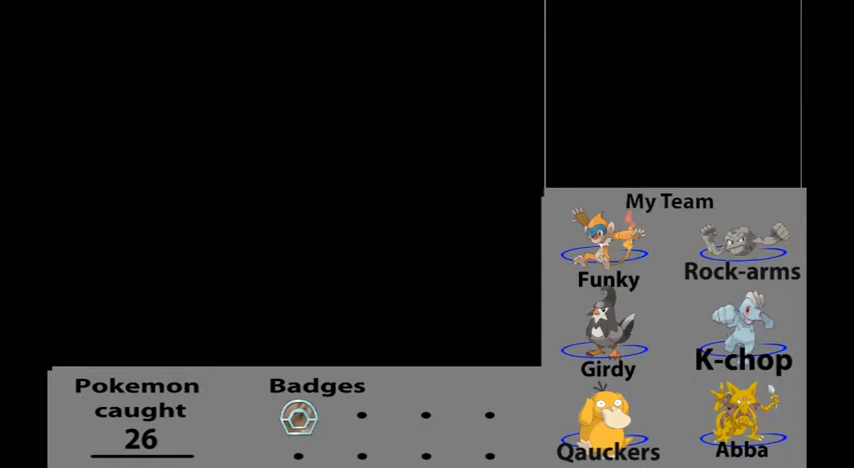 My Team
Funky
Rock-arms
Girdy
K-chop
Qauckers
Abba
Pokemon
caught
26
Badges